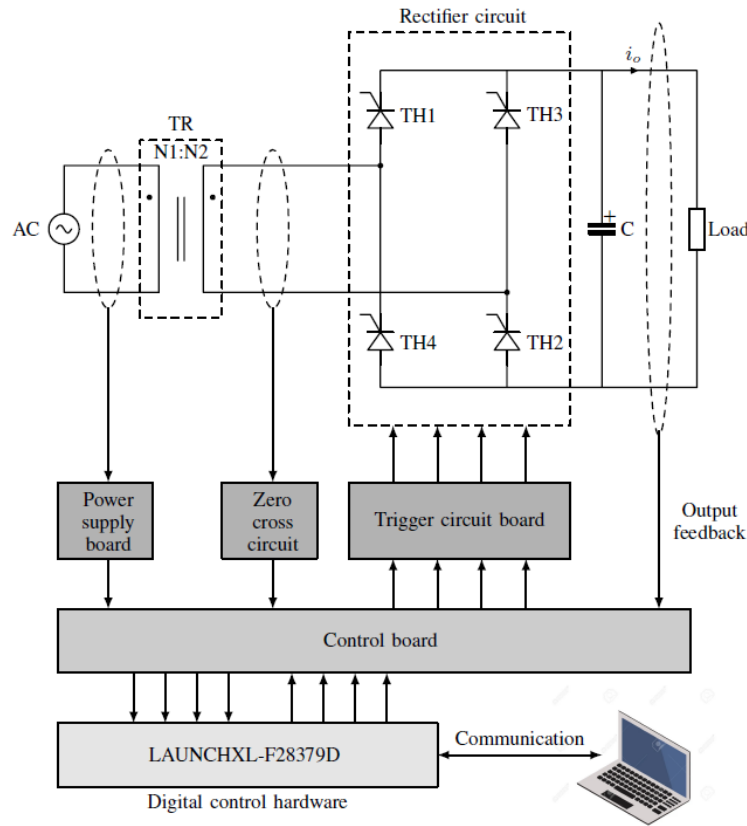 Rectifier circuit
i_o
TH1
TH3
TR
N1:N2
AC
+
C
Load
TH4
TH2
Power
supply
board
Zero
cross
circuit
Trigger circuit board
Output
feedback
Control board
LAUNCHXL-F28379D
Communication
Digital control hardware